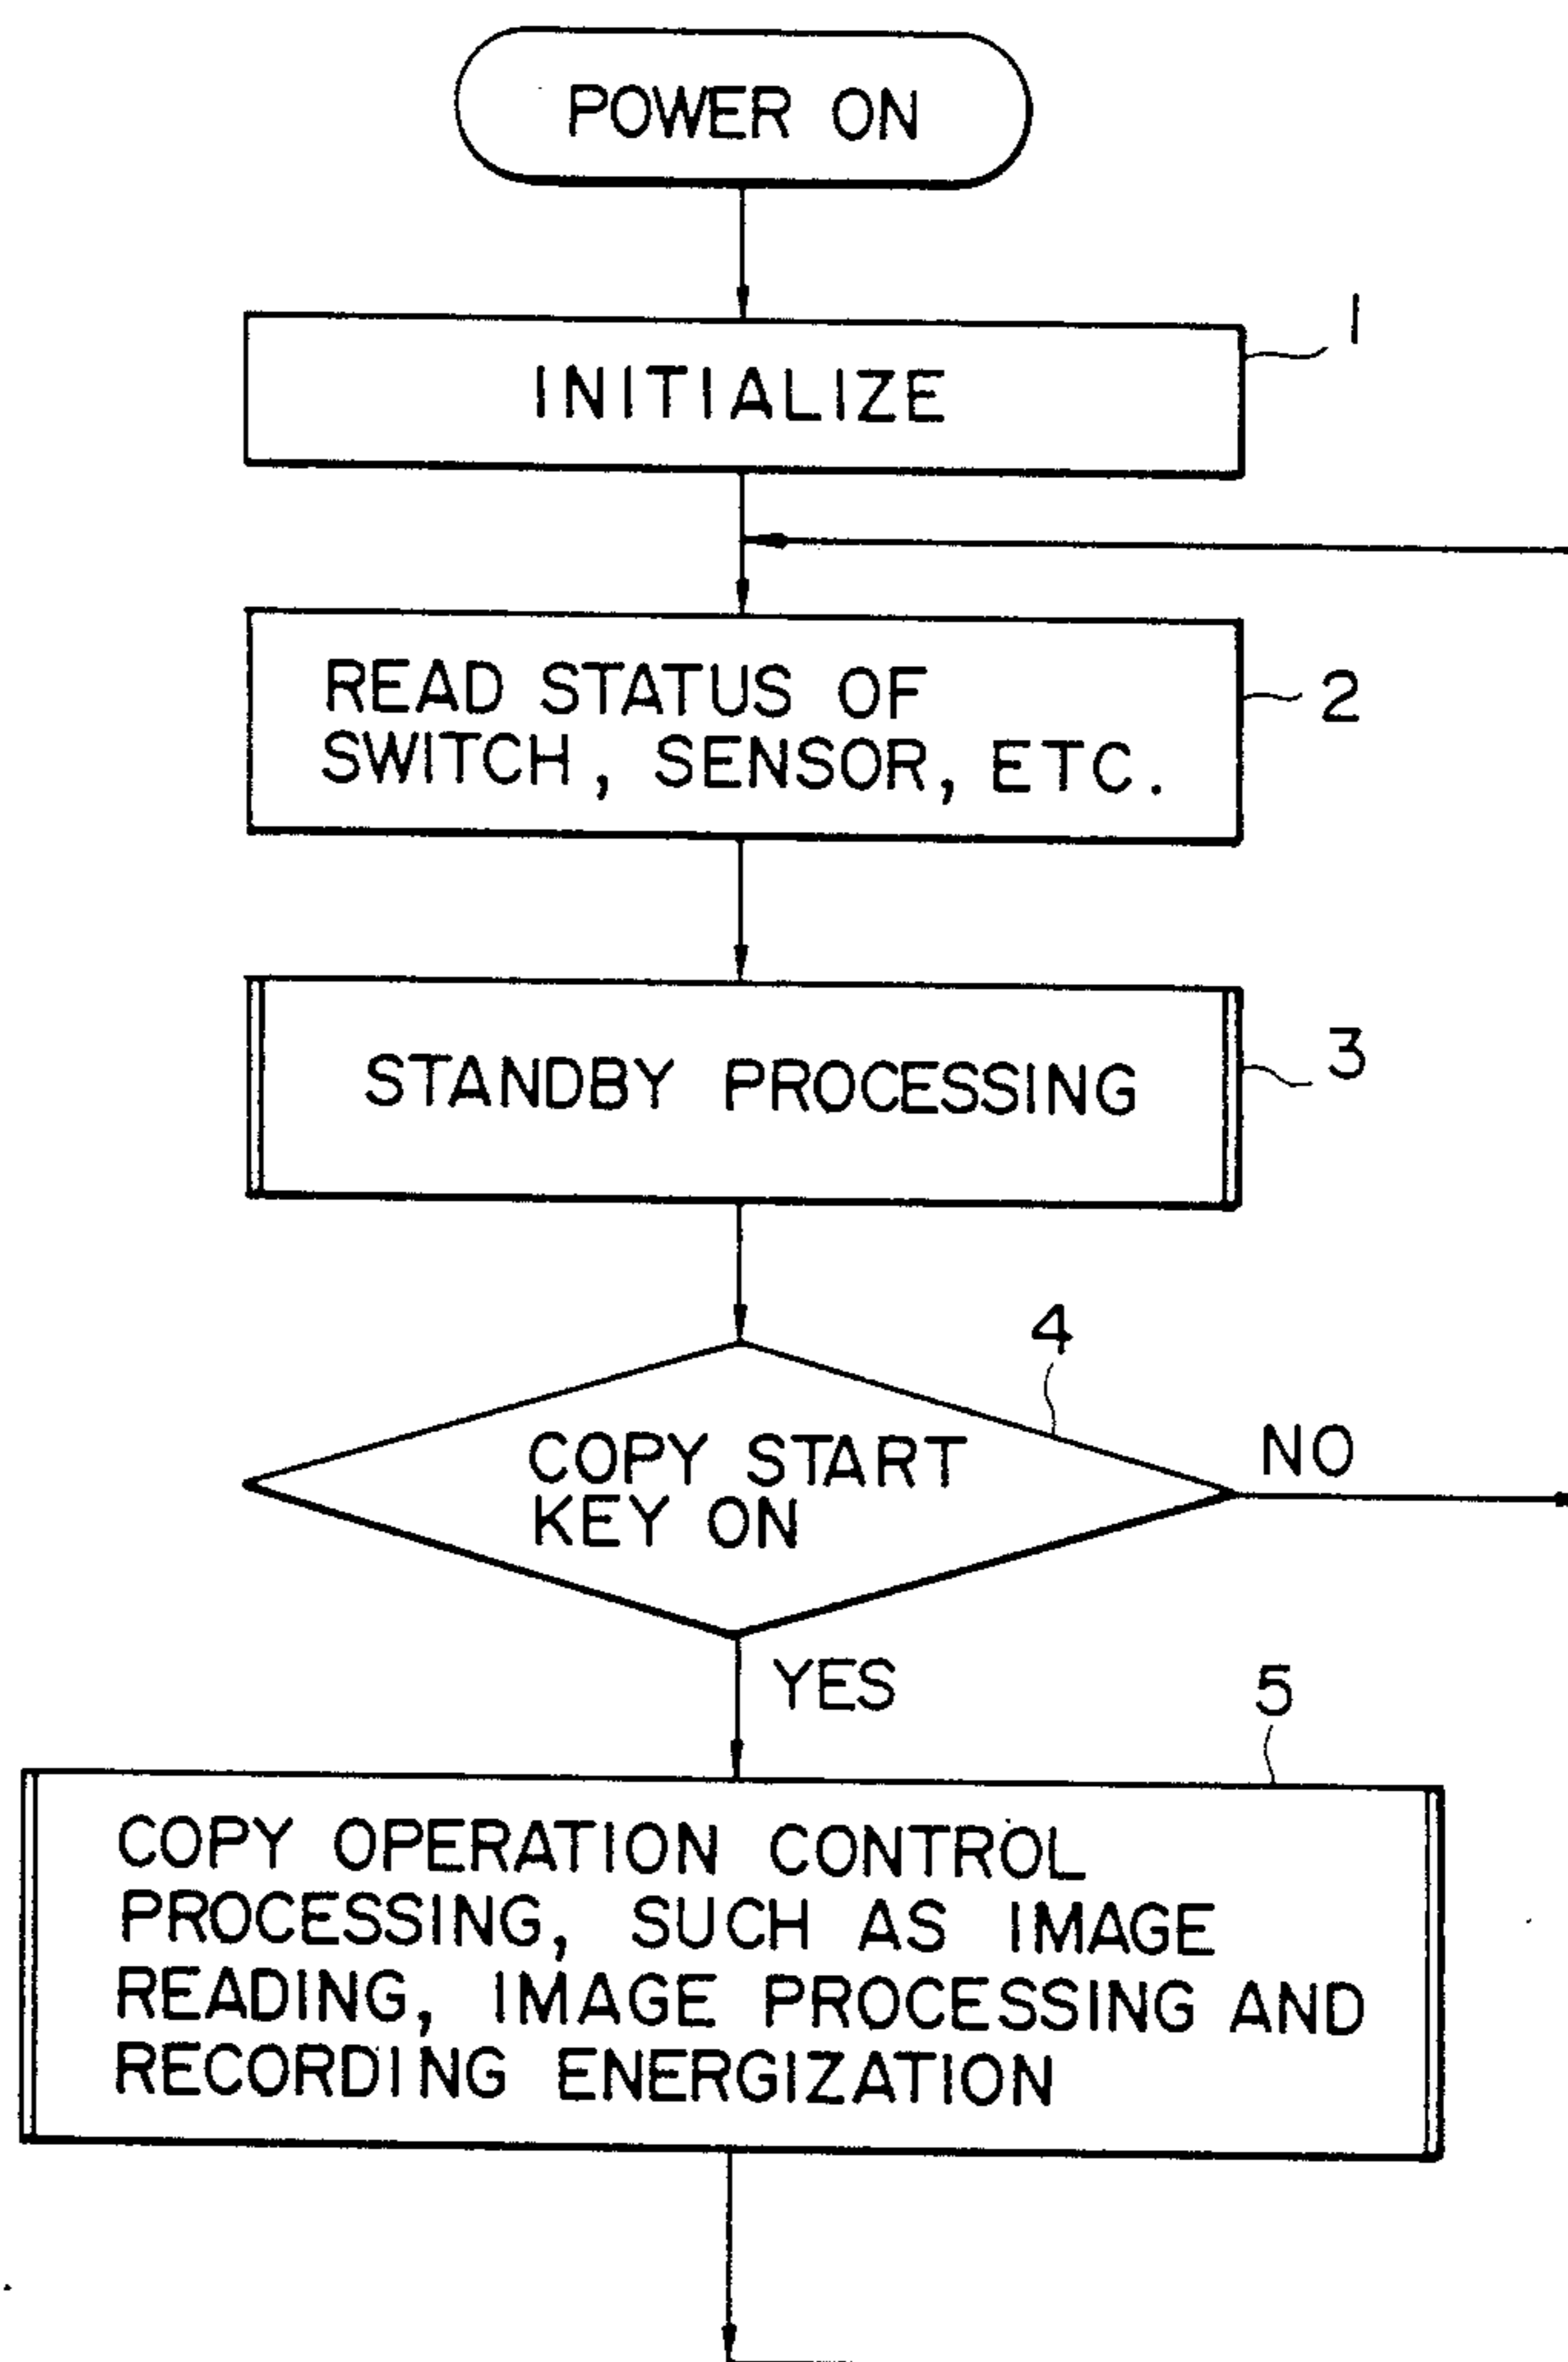 POWER ON
1
INITIALIZE
2
READ STATUS OF
SWITCH, SENSOR, ETC.
3
STANDBY PROCESSING
4
COPY START
KEY ON
NO
YES
5
COPY OPERATION CONTROL
PROCESSING, SUCH AS IMAGE
READING, IMAGE PROCESSING AND
RECORDING ENERGIZATION